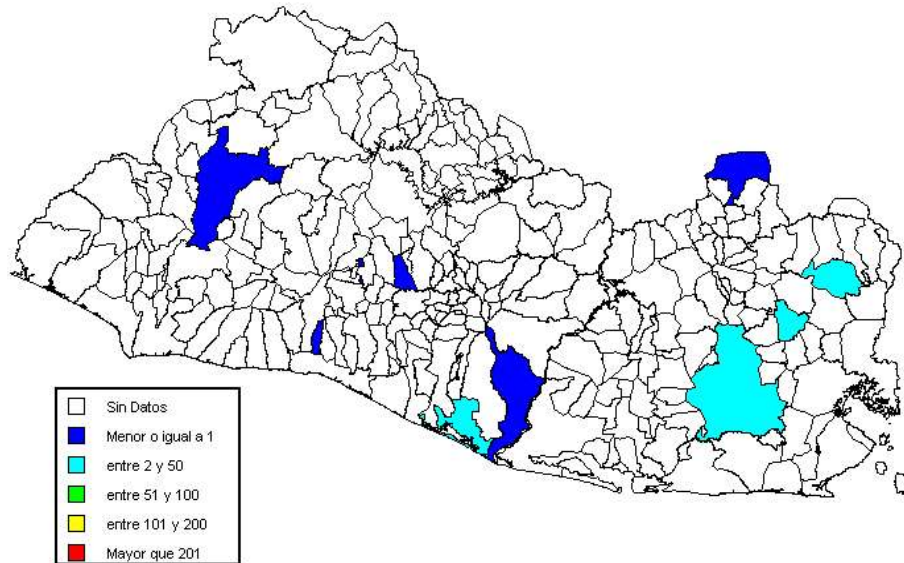 Sin Datos
Menor o igual a 1
entre 2 y 50
entre 51 y 100
entre 101 y 200
Mayor que 201